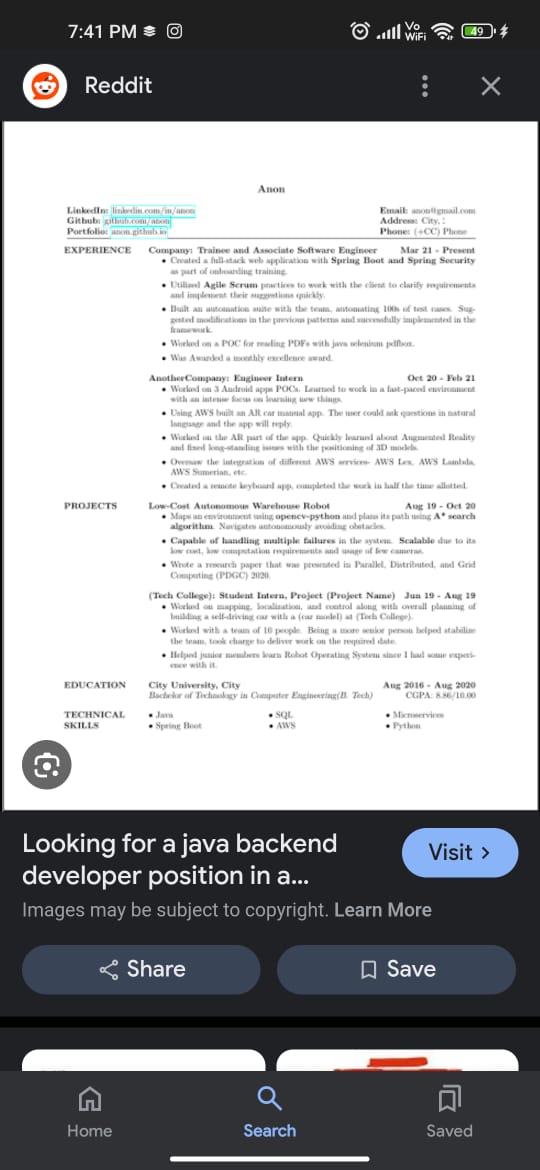 7:41 PM
Vo
WiFi
49
Reddit
Anon
LinkedIn: linkedin.com/in/anon
Github: github.com/anon
Portfolio: anon.github.io
Email: anon@gmail.com
Address: City, :
Phone: (+CC) Phone
EXPERIENCE
Company: Trainee and Associate Software Engineer Mar 21 - Present
• Created a full-stack web application with Spring Boot and Spring Security
as part of onboarding training.
• Utilized Agile Scrum practices to work with the client to clarify requirements
and implement their suggestions quickly.
• Built an automation suite with the team, automating 100s of test cases. Sug-
gested modifications in the previous patterns and successfully implemented in the
framework.
• Worked on a POC for reading PDFs with java selenium pdfbox.
• Was Awarded a monthly excellence award.
AnotherCompany: Engineer Intern Oct 20 - Feb 21
• Worked on 3 Android apps POCs. Learned to work in a fast-paced environment
with an intense focus on learning new things.
• Using AWS built an AR car manual app. The user could ask questions in natural
language and the app will reply.
• Worked on the AR part of the app. Quickly learned about Augmented Reality
and fixed long-standing issues with the positioning of 3D models.
• Oversaw the integration of different AWS services- AWS Lex, AWS Lambda,
AWS Sumerian, etc.
• Created a remote keyboard app, completed the work in half the time allotted.
PROJECTS
Low-Cost Autonomous Warehouse Robot Aug 19 - Oct 20
• Maps an environment using opencv-python and plans its path using A* search
algorithm. Navigates autonomously avoiding obstacles.
• Capable of handling multiple failures in the system. Scalable due to its
low cost, low computation requirements and usage of few cameras.
• Wrote a research paper that was presented in Parallel, Distributed, and Grid
Computing (PDGC) 2020.
(Tech College): Student Intern, Project (Project Name) Jun 19 - Aug 19
• Worked on mapping, localization, and control along with overall planning of
building a self-driving car with a (car model) at (Tech College).
• Worked with a team of 10 people. Being a more senior person helped stabilize
the team, took charge to deliver work on the required date.
• Helped junior members learn Robot Operating System since I had some experi-
ence with it.
EDUCATION
City University, City Aug 2016 - Aug 2020
Bachelor of Technology in Computer Engineering(B. Tech) CGPA: 8.86/10.00
TECHNICAL
SKILLS
• Java • SQL • Microservices
• Spring Boot • AWS • Python
Looking for a java backend
developer position in a...
Visit
Images may be subject to copyright. Learn More
Share
Save
Home
Search
Saved